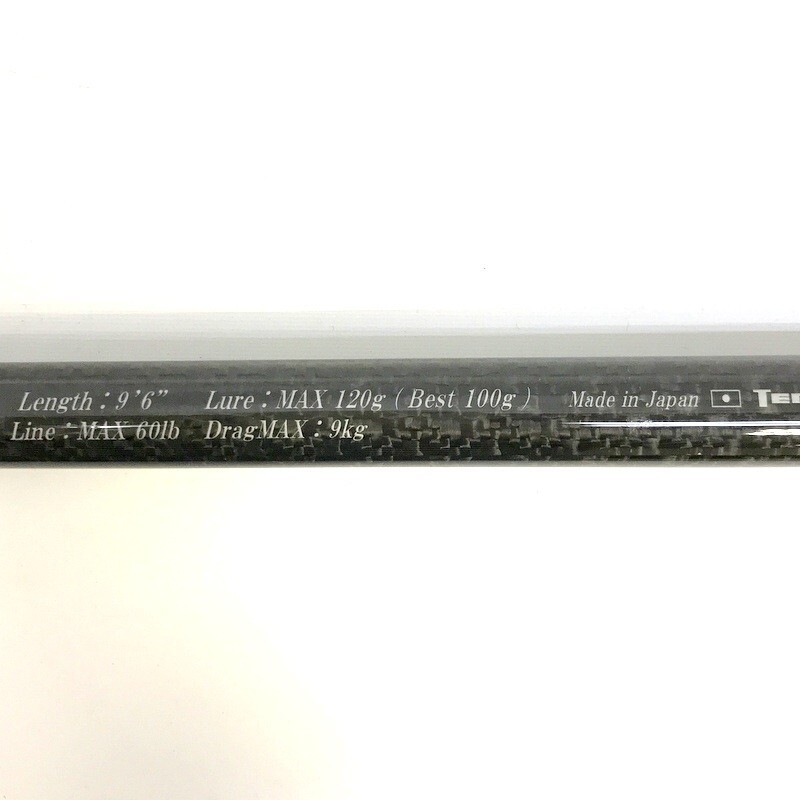 Length : 9'6" Lure : MAX 120g ( Best 100g ) Made in Japan
Line : MAX 60lb DragMAX : 9kg